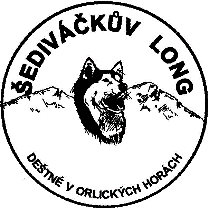 ŠEDIVÁČKŮV LONG
DEŠTNÉ V ORLICKÝCH HORÁCH